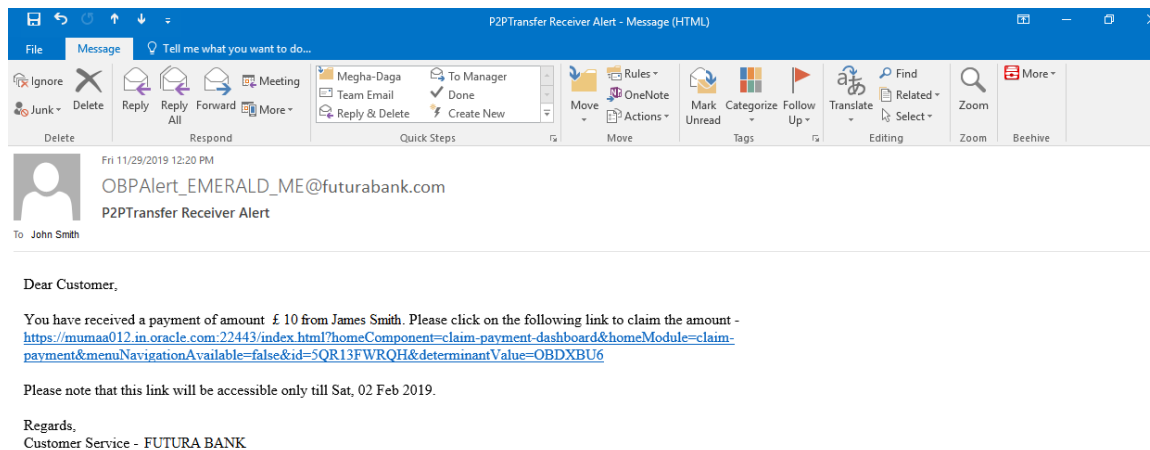 P2PTransfer Receiver Alert - Message (HTML)
File Message Tell me what you want to do...
Ignore
Junk
Delete
Reply
Reply All
Forward
Meeting
More
Megha-Daga
Team Email
Reply & Delete
To Manager
Done
Create New
Move
Rules
OneNote
Actions
Mark Unread
Categorize
Follow Up
Translate
Find
Related
Select
Zoom
More
Delete Respond Quick Steps Move Tags Editing Zoom Beehive
Fri 11/29/2019 12:20 PM
OBPAlert_EMERALD_ME@futurabank.com
P2PTransfer Receiver Alert
To John Smith
Dear Customer,
You have received a payment of amount £ 10 from James Smith. Please click on the following link to claim the amount -
https://mumaa012.in.oracle.com:22443/index.html?homeComponent=claim-payment-dashboard&homeModule=claim-
payment&menuNavigationAvailable=false&id=5QR13FWRQH&determinantValue=OBDXBU6
Please note that this link will be accessible only till Sat, 02 Feb 2019.
Regards,
Customer Service - FUTURA BANK